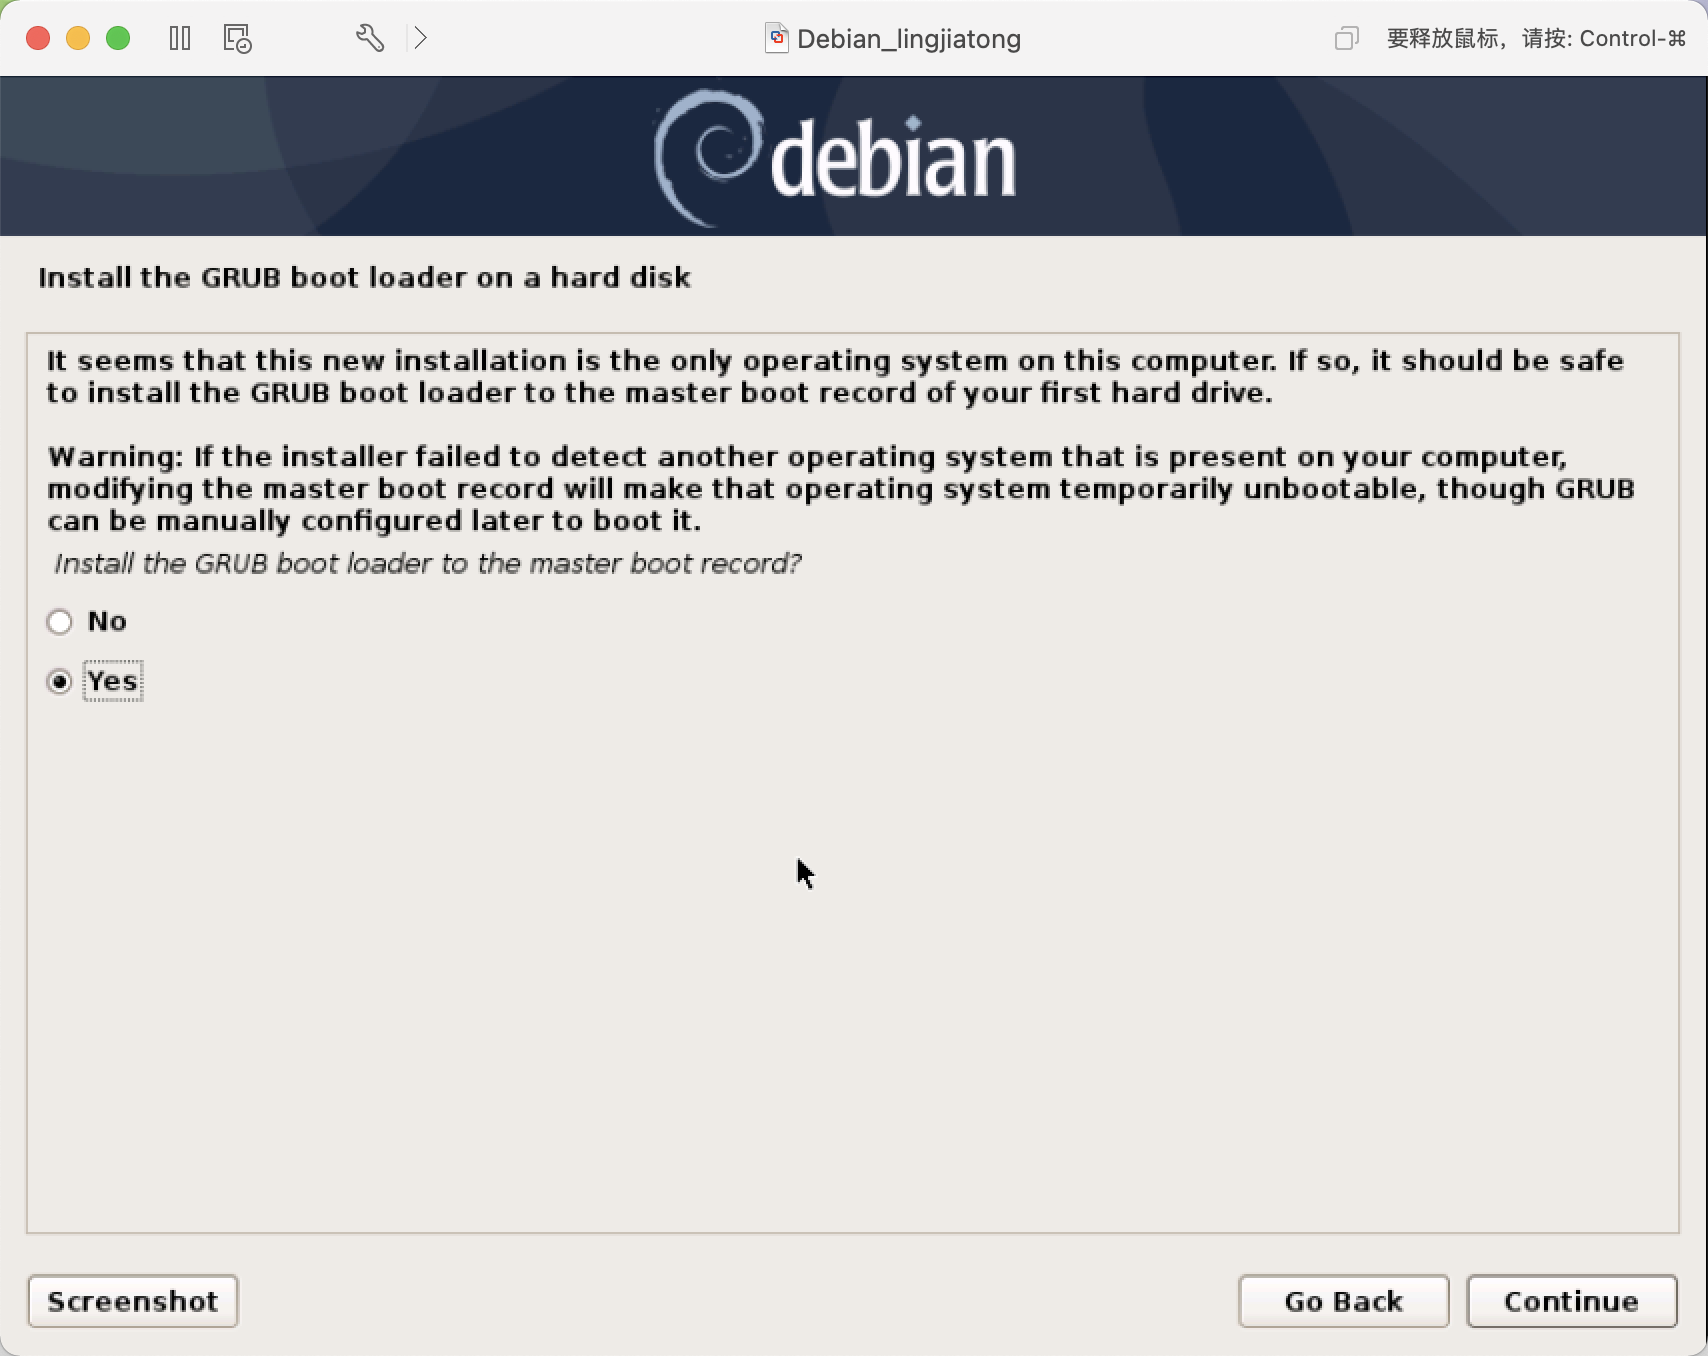 Debian_lingjiatong
要释放鼠标，请按: Control-⌘
debian
Install the GRUB boot loader on a hard disk
It seems that this new installation is the only operating system on this computer. If so, it should be safe
to install the GRUB boot loader to the master boot record of your first hard drive.
Warning: If the installer failed to detect another operating system that is present on your computer,
modifying the master boot record will make that operating system temporarily unbootable, though GRUB
can be manually configured later to boot it.
Install the GRUB boot loader to the master boot record?
No
Yes
Screenshot
Go Back
Continue